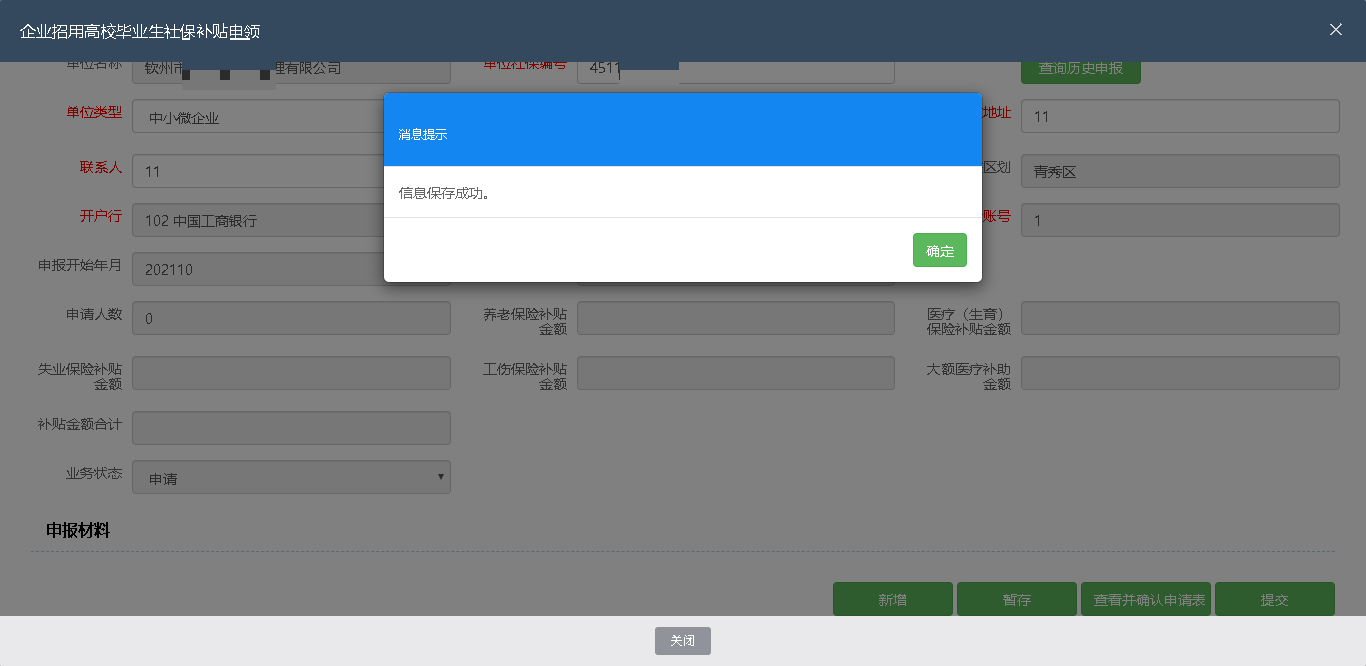 企业招用高校毕业生社保补贴申领
单位名称 钦州市 理有限公司 单位社保编号 4511 查询历史申报
单位类型 中小微企业 地址 11
消息提示
联系人 11 区划 青秀区
信息保存成功。
开户行 102 中国工商银行 账号 1
确定
申报开始年月 202110
申请人数 0 养老保险补贴金额 医疗（生育）保险补贴金额
失业保险补贴金额 工伤保险补贴金额 大额医疗补助金额
补贴金额合计
业务状态 申请
申报材料
新增 暂存 查看并确认申请表 提交
关闭